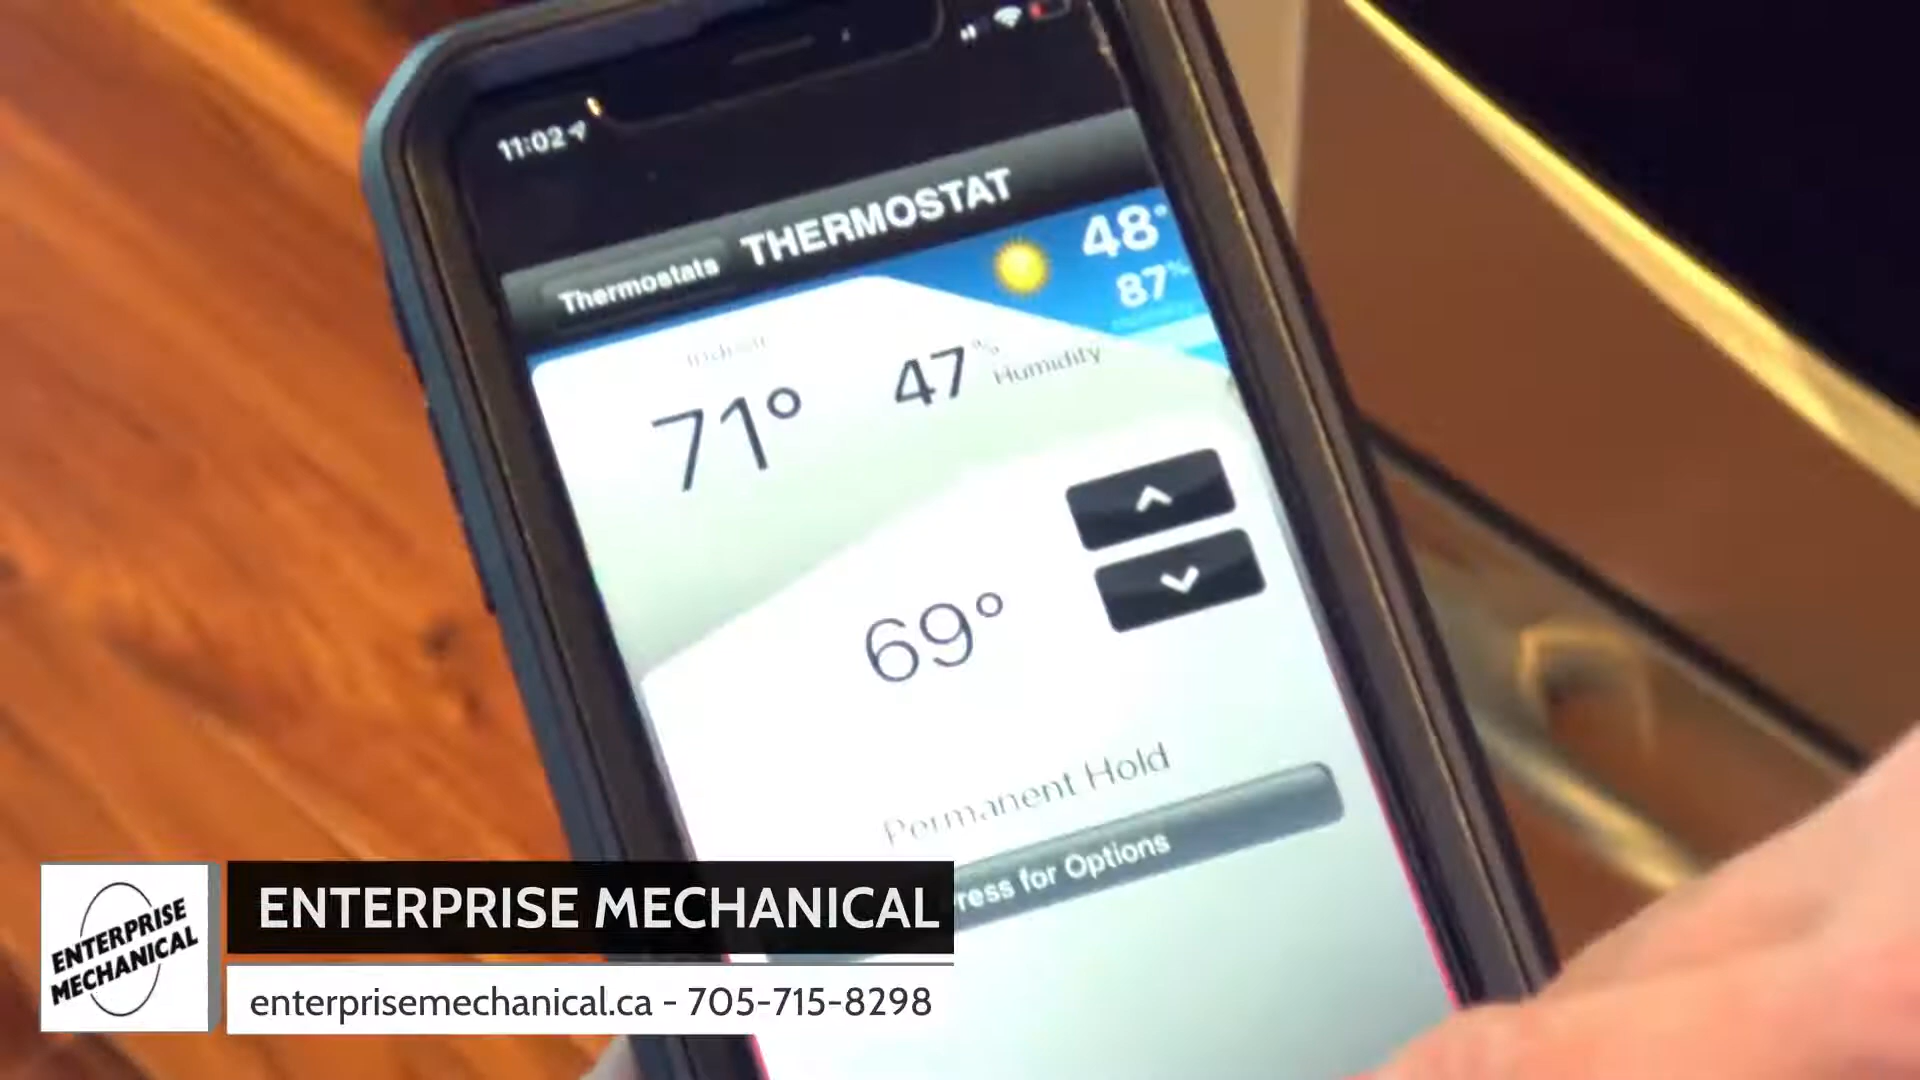 11:02
THERMOSTAT
Thermostats
48°
87%
Indoor
71° 47% Humidity
69°
Permanent Hold
ress for Options
ENTERPRISE
MECHANICAL
ENTERPRISE MECHANICAL
enterprisemechanical.ca - 705-715-8298